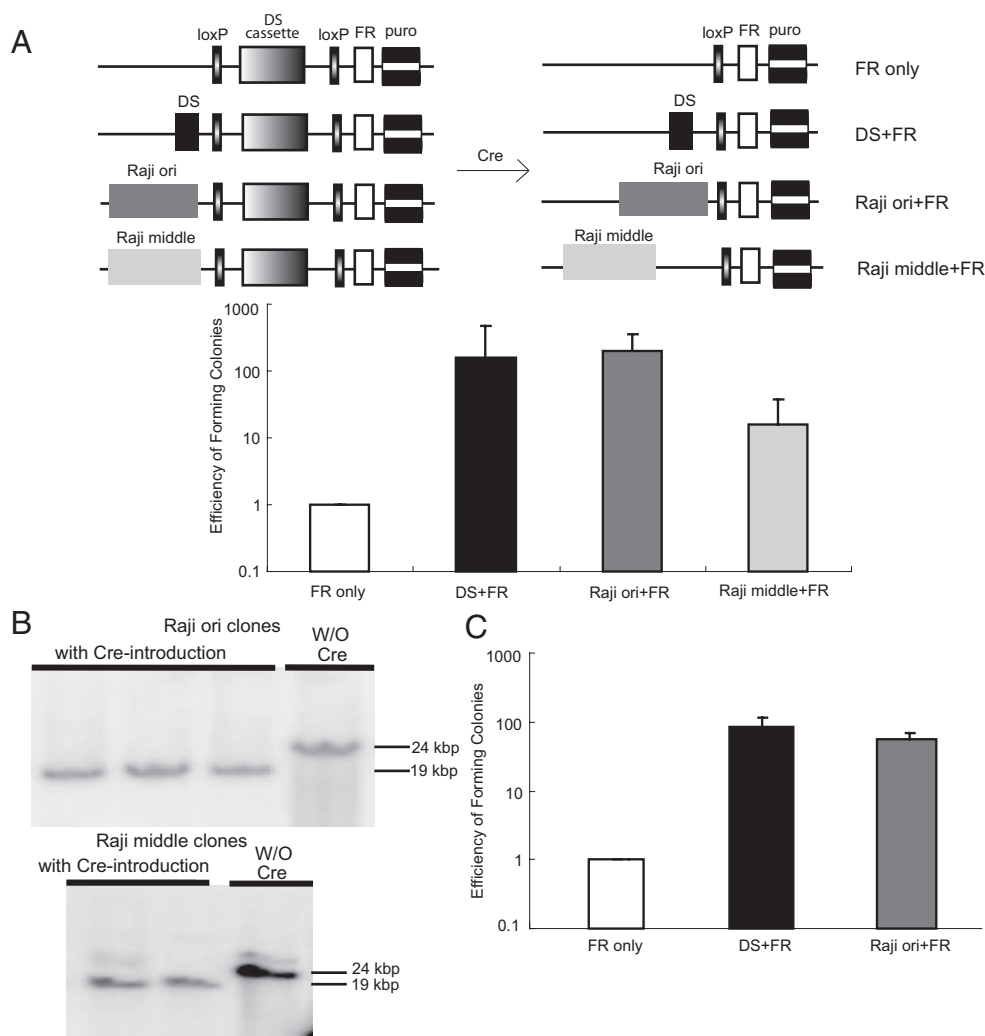 A
loxP
DS
cassette
loxP
FR
puro
loxP
FR
puro
FR only
DS
DS
DS+FR
Cre
Raji ori
Raji ori
Raji ori+FR
Raji middle
Raji middle
Raji middle+FR
Efficiency of Forming Colonies
1000
100
10
1
0.1
FR only
DS+FR
Raji ori+FR
Raji middle+FR
B
Raji ori clones
with Cre-introduction
W/O
Cre
24 kbp
19 kbp
Raji middle clones
with Cre-introduction
W/O
Cre
24 kbp
19 kbp
C
Efficiency of Forming Colonies
1000
100
10
1
0.1
FR only
DS+FR
Raji ori+FR